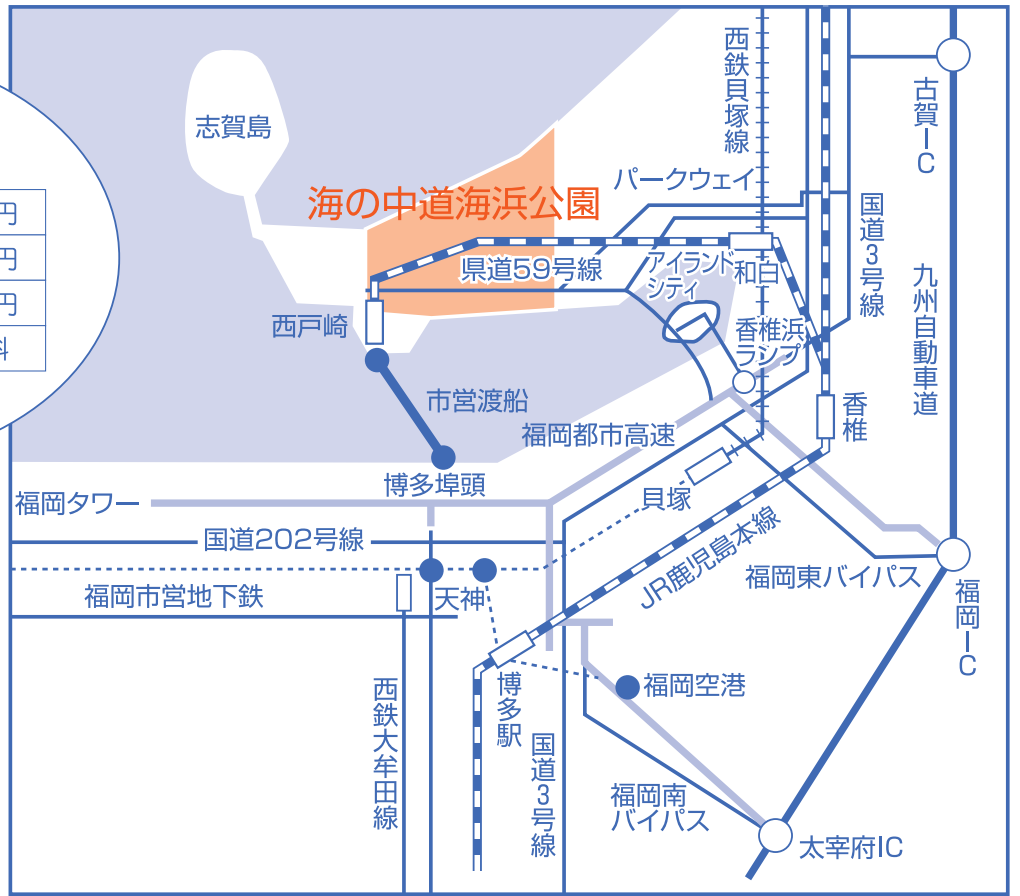 円
円
円
料
志賀島
海の中道海浜公園
西鉄貝塚線
パークウェイ
古賀IC
国道3号線
九州自動車道
県道59号線
アイランド
シティ
和白
西戸崎
香椎浜
ランプ
香椎
市営渡船
福岡都市高速
博多埠頭
福岡タワー
貝塚
国道202号線
JR鹿児島本線
福岡東バイパス
福岡IC
福岡市営地下鉄
天神
博多駅
福岡空港
西鉄大牟田線
国道3号線
福岡南
バイパス
太宰府IC